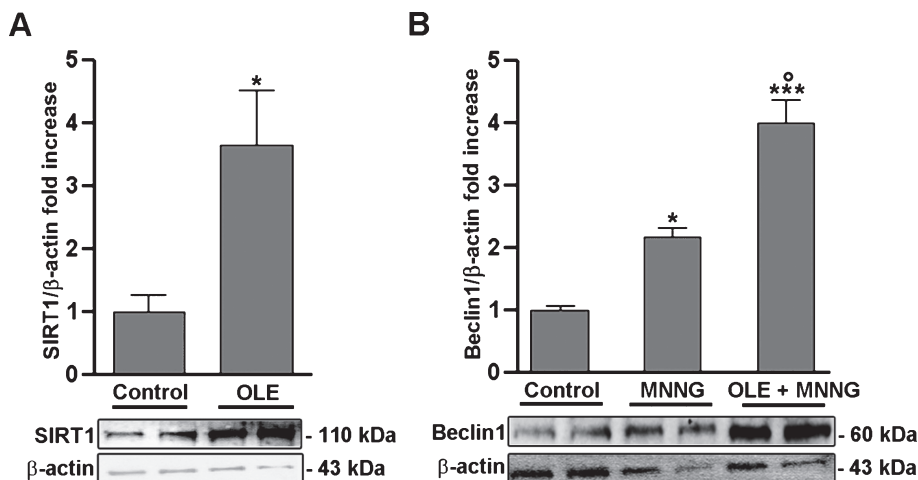 A
SIRT1/β-actin fold increase
5
4
3
2
1
0
*
Control OLE
SIRT1 - 110 kDa
β-actin - 43 kDa
B
Beclin1/β-actin fold increase
5
4
3
2
1
0
*
°
***
Control MNNG OLE + MNNG
Beclin1 - 60 kDa
β-actin - 43 kDa